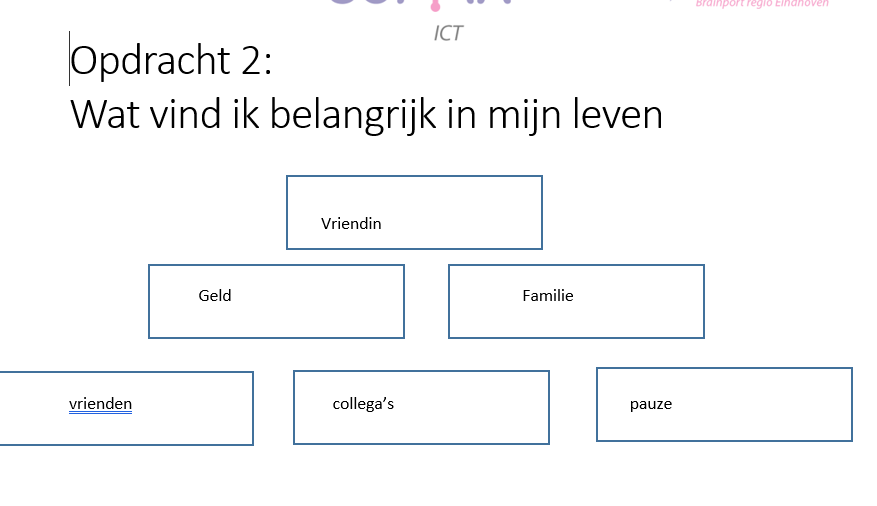 Brainport regio Eindhoven
ICT
Opdracht 2:
Wat vind ik belangrijk in mijn leven
Vriendin
Geld
Familie
vrienden
collega’s
pauze